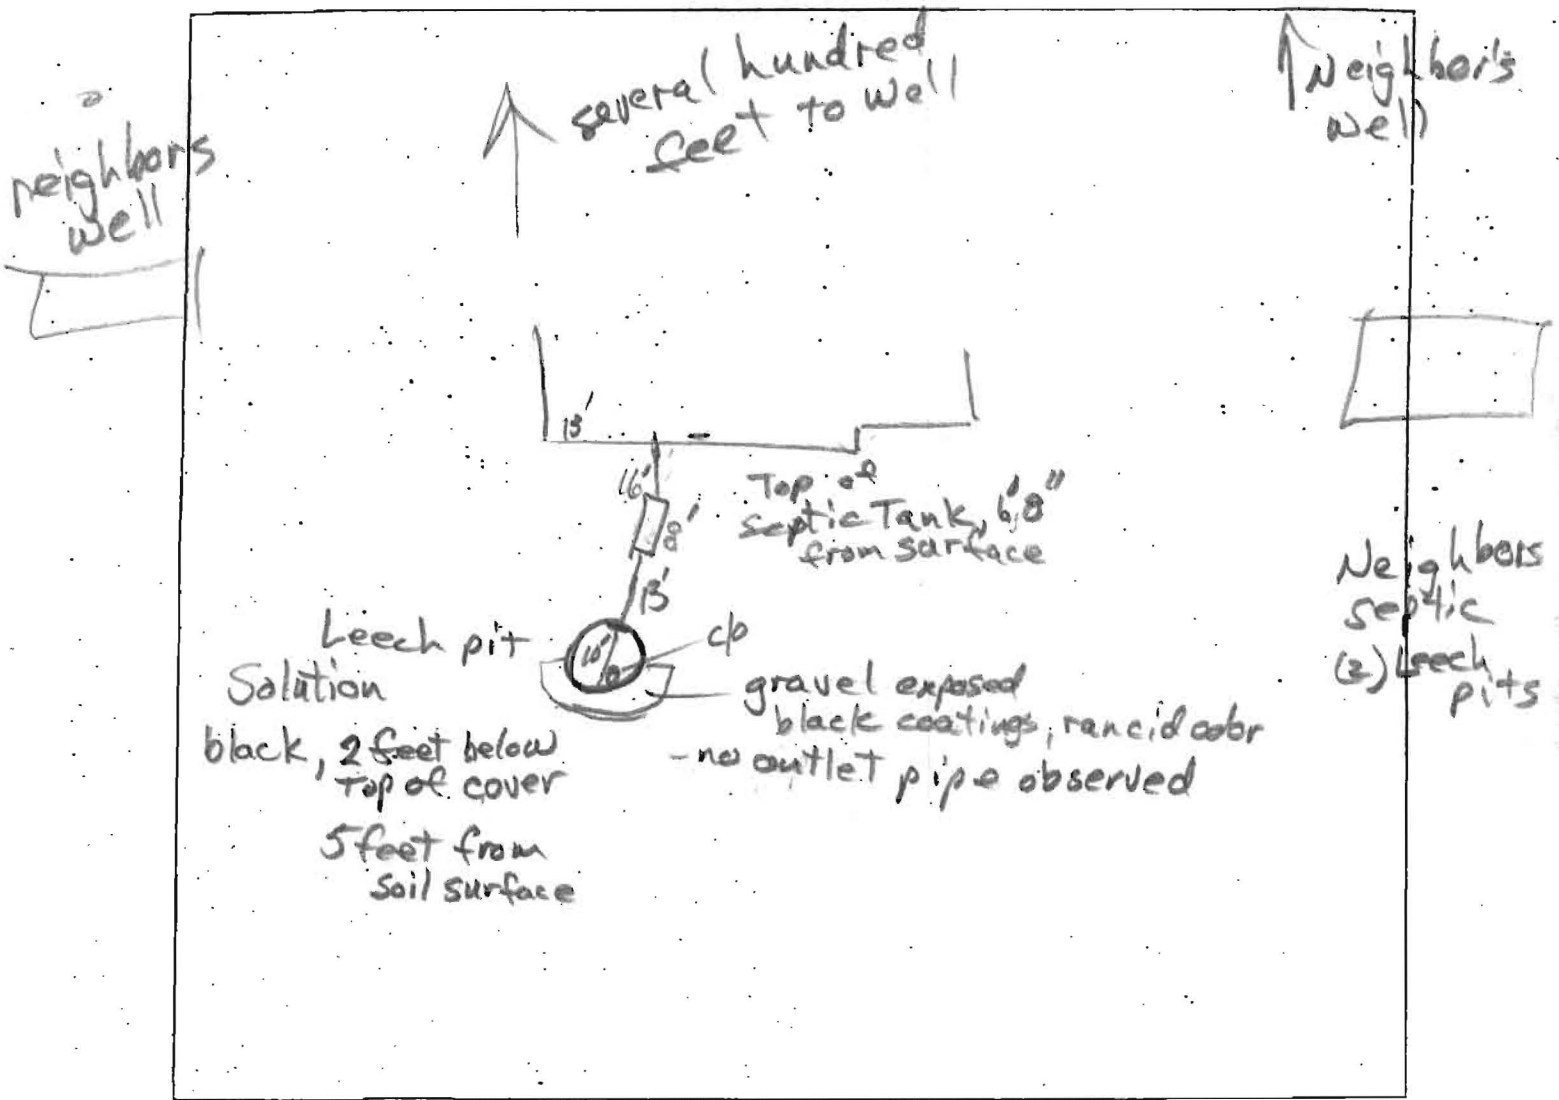 several hundred
feet to well
Neighbor's
well
neighbors
well
13'
16'
Top of
septic Tank, 6'8"
from surface
8'
13'
Leech pit
10'
c/o
Solution
black, 2 feet below
top of cover
5 feet from
soil surface
gravel exposed
black coatings, rancid odor
- no outlet pipe observed
Neighbors
septic
(2) Leech
pits